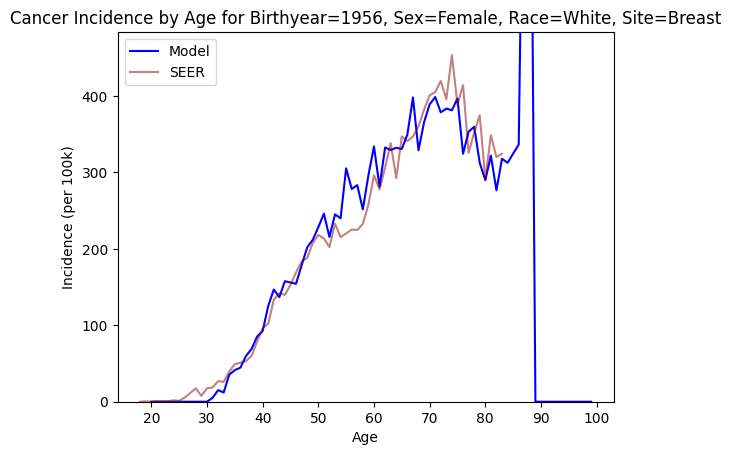 Cancer Incidence by Age for Birthyear=1956, Sex=Female, Race=White, Site=Breast
Model
SEER
Incidence (per 100k)
400
300
200
100
0
20 30 40 50 60 70 80 90 100
Age